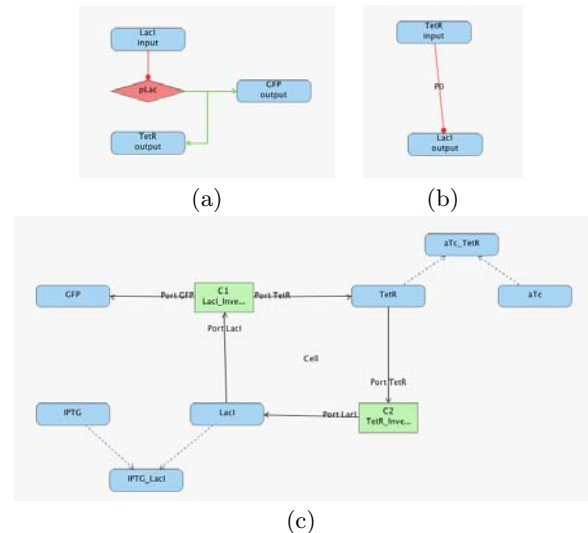 LacI
input
pLac
GFP
output
TetR
output
(a)
TetR
input
P0
LacI
output
(b)
aTc_TetR
GFP
Port GFP
C1
LacI_Inve...
Port TetR
TetR
aTc
Port LacI
Cell
Port TetR
IPTG
LacI
Port LacI
C2
TetR_Inve...
IPTG_LacI
(c)